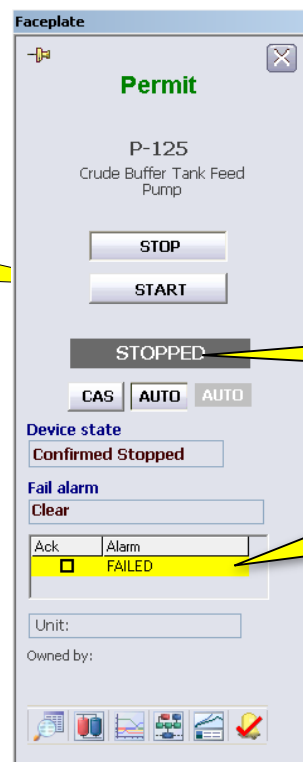 Faceplate
Permit
P-125
Crude Buffer Tank Feed
Pump
STOP
START
STOPPED
CAS AUTO AUTO
Device state
Confirmed Stopped
Fail alarm
Clear
Ack Alarm
FAILED
Unit:
Owned by: